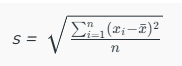 s = √(∑ⁿᵢ₌₁(xᵢ−x̄)² / n)